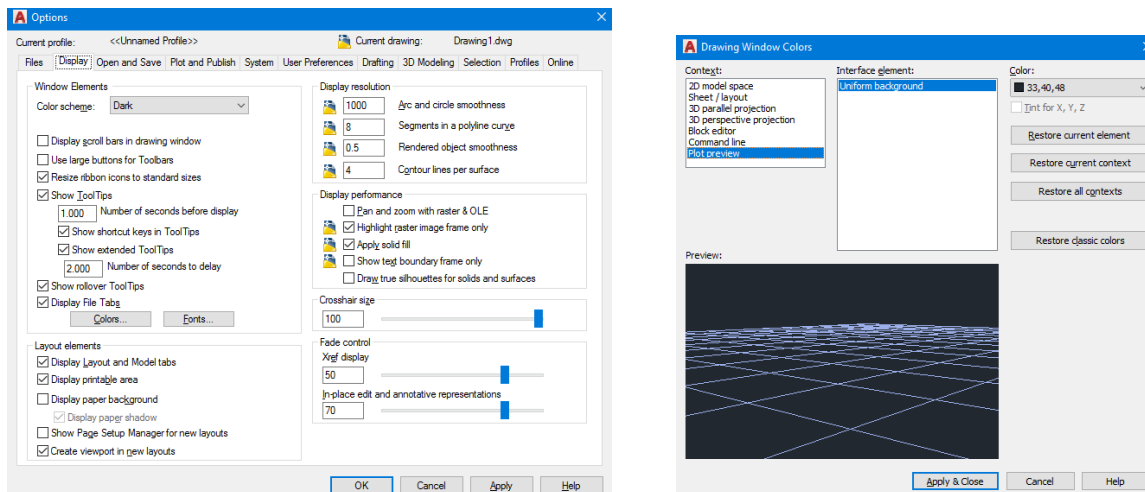 Options
Current profile: <<Unnamed Profile>> Current drawing: Drawing1.dwg
Files Display Open and Save Plot and Publish System User Preferences Drafting 3D Modeling Selection Profiles Online
Window Elements
Color scheme: Dark
Display scroll bars in drawing window
Use large buttons for Toolbars
Resize ribbon icons to standard sizes
Show ToolTips
1.000 Number of seconds before display
Show shortcut keys in ToolTips
Show extended ToolTips
2.000 Number of seconds to delay
Show rollover ToolTips
Display File Tabs
Colors... Fonts...
Layout elements
Display Layout and Model tabs
Display printable area
Display paper background
Display paper shadow
Show Page Setup Manager for new layouts
Create viewport in new layouts
Display resolution
1000 Arc and circle smoothness
8 Segments in a polyline curve
0.5 Rendered object smoothness
4 Contour lines per surface
Display performance
Pan and zoom with raster & OLE
Highlight raster image frame only
Apply solid fill
Show text boundary frame only
Draw true silhouettes for solids and surfaces
Crosshair size
100
Fade control
Xref display
50
In-place edit and annotative representations
70
OK Cancel Apply Help
Drawing Window Colors
Context:
2D model space
Sheet / layout
3D parallel projection
3D perspective projection
Block editor
Command line
Plot preview
Interface element:
Uniform background
Color:
33,40,48
Tint for X, Y, Z
Restore current element
Restore current context
Restore all contexts
Restore classic colors
Preview:
Apply & Close Cancel Help